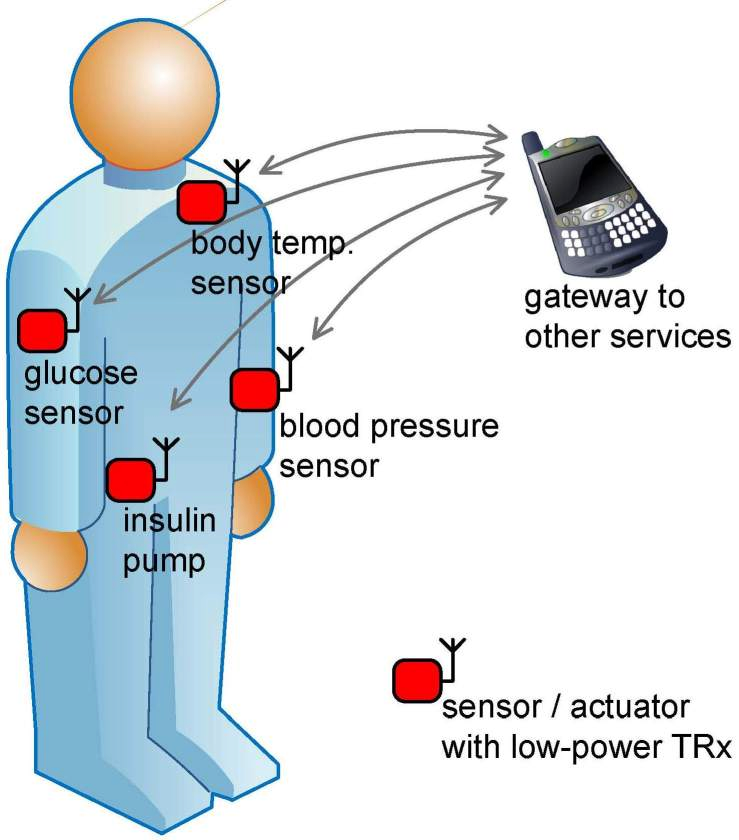 body temp.
sensor
gateway to
other services
glucose
sensor
blood pressure
sensor
insulin
pump
sensor / actuator
with low-power TRx